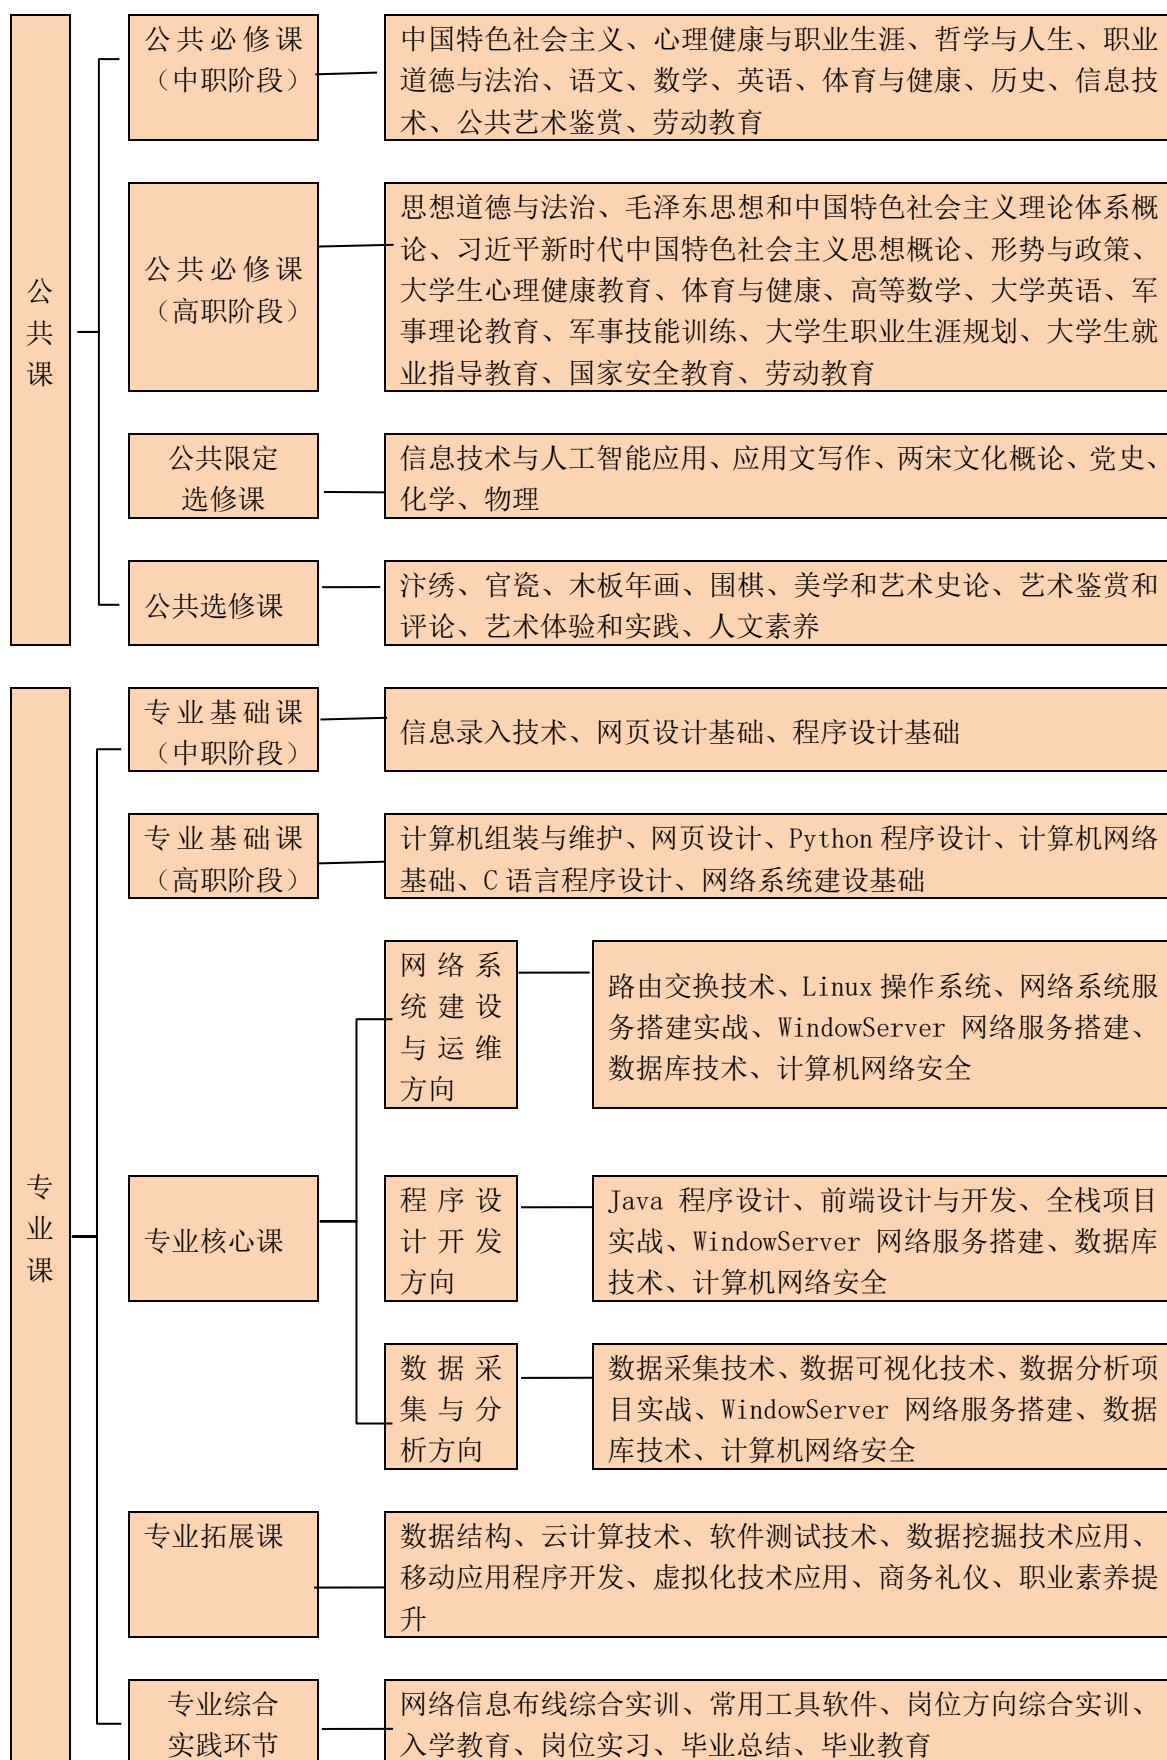 公共课
公共必修课
（中职阶段）
中国特色社会主义、心理健康与职业生涯、哲学与人生、职业
道德与法治、语文、数学、英语、体育与健康、历史、信息技
术、公共艺术鉴赏、劳动教育
公共必修课
（高职阶段）
思想道德与法治、毛泽东思想和中国特色社会主义理论体系概
论、习近平新时代中国特色社会主义思想概论、形势与政策、
大学生心理健康教育、体育与健康、高等数学、大学英语、军
事理论教育、军事技能训练、大学生职业生涯规划、大学生就
业指导教育、国家安全教育、劳动教育
公共限定
选修课
信息技术与人工智能应用、应用文写作、两宋文化概论、党史、
化学、物理
公共选修课
汴绣、官瓷、木板年画、围棋、美学和艺术史论、艺术鉴赏和
评论、艺术体验和实践、人文素养
专业课
专业基础课
（中职阶段）
信息录入技术、网页设计基础、程序设计基础
专业基础课
（高职阶段）
计算机组装与维护、网页设计、Python 程序设计、计算机网络
基础、C 语言程序设计、网络系统建设基础
专业核心课
网络系
统建设
与运维
方向
路由交换技术、Linux 操作系统、网络系统服
务搭建实战、WindowServer 网络服务搭建、
数据库技术、计算机网络安全
程序设
计开发
方向
Java 程序设计、前端设计与开发、全栈项目
实战、WindowServer 网络服务搭建、数据库
技术、计算机网络安全
数据采
集与分
析方向
数据采集技术、数据可视化技术、数据分析项
目实战、WindowServer 网络服务搭建、数据
库技术、计算机网络安全
专业拓展课
数据结构、云计算技术、软件测试技术、数据挖掘技术应用、
移动应用程序开发、虚拟化技术应用、商务礼仪、职业素养提
升
专业综合
实践环节
网络信息布线综合实训、常用工具软件、岗位方向综合实训、
入学教育、岗位实习、毕业总结、毕业教育